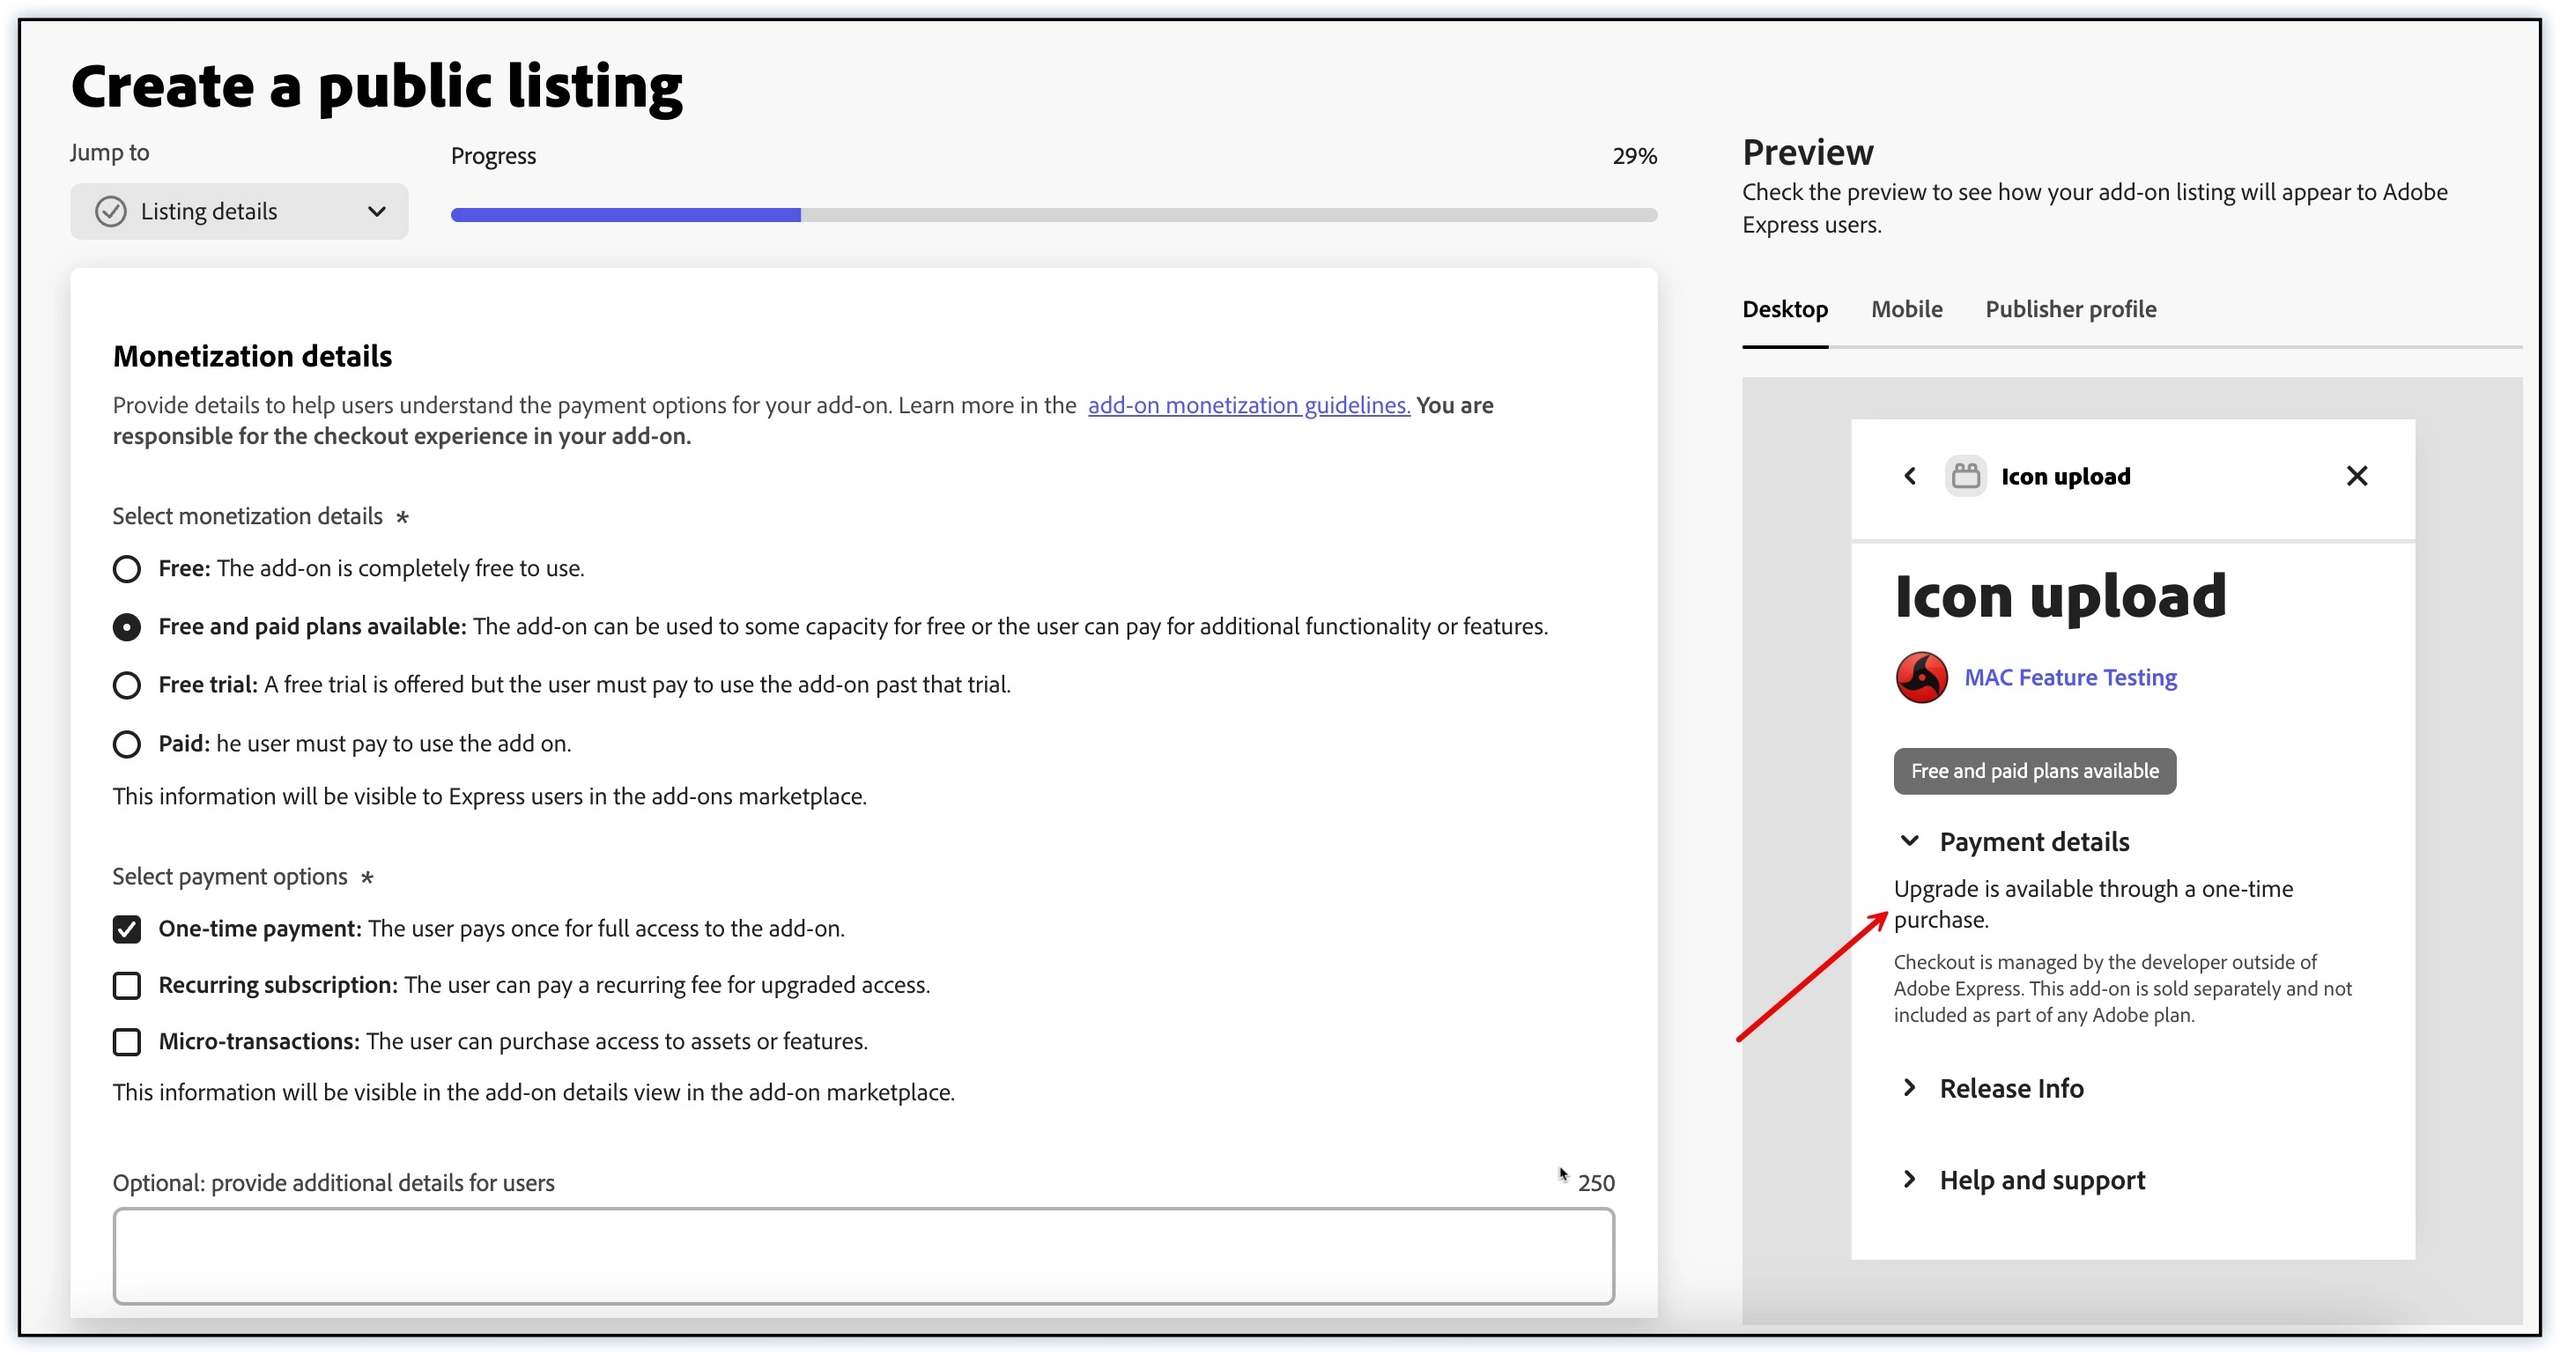 Create a public listing
Jump to
Listing details
Progress
29%
Monetization details
Provide details to help users understand the payment options for your add-on. Learn more in the add-on monetization guidelines. You are
responsible for the checkout experience in your add-on.
Select monetization details *
Free: The add-on is completely free to use.
Free and paid plans available: The add-on can be used to some capacity for free or the user can pay for additional functionality or features.
Free trial: A free trial is offered but the user must pay to use the add-on past that trial.
Paid: he user must pay to use the add on.
This information will be visible to Express users in the add-ons marketplace.
Select payment options *
One-time payment: The user pays once for full access to the add-on.
Recurring subscription: The user can pay a recurring fee for upgraded access.
Micro-transactions: The user can purchase access to assets or features.
This information will be visible in the add-on details view in the add-on marketplace.
Optional: provide additional details for users
250
Preview
Check the preview to see how your add-on listing will appear to Adobe
Express users.
Desktop
Mobile
Publisher profile
Icon upload
Icon upload
MAC Feature Testing
Free and paid plans available
Payment details
Upgrade is available through a one-time
purchase.
Checkout is managed by the developer outside of
Adobe Express. This add-on is sold separately and not
included as part of any Adobe plan.
Release Info
Help and support